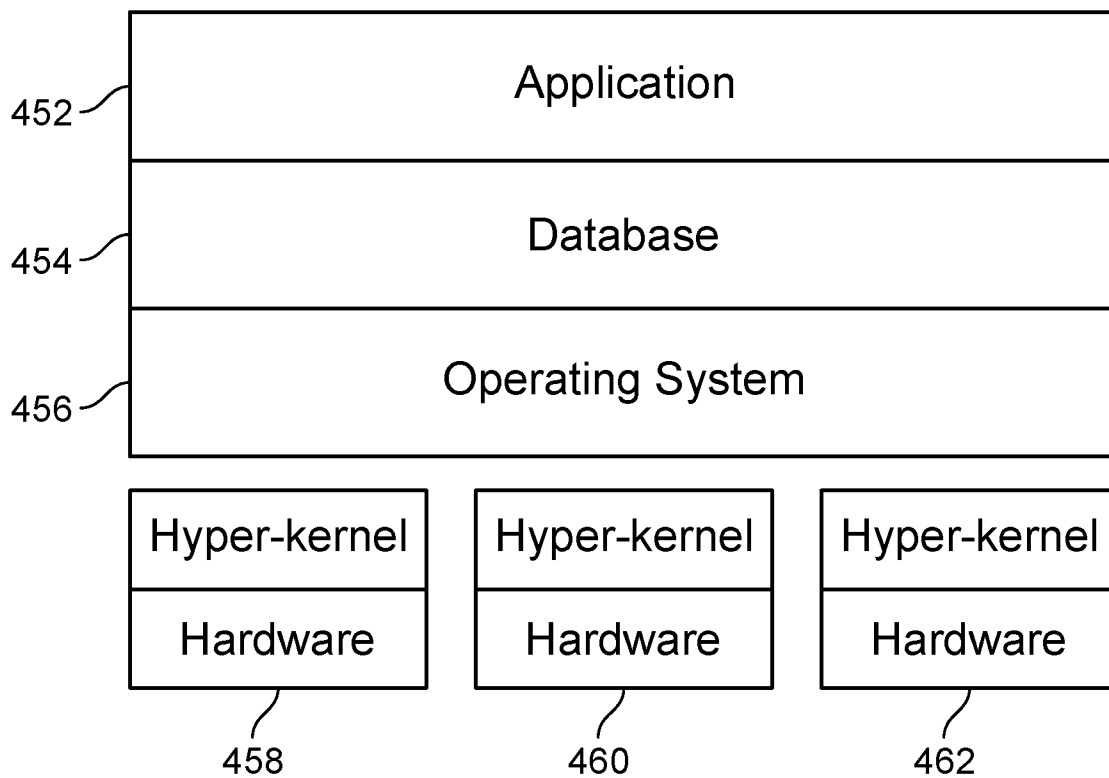 Application
452
Database
454
Operating System
456
Hyper-kernel Hyper-kernel Hyper-kernel
Hardware Hardware Hardware
458 460 462